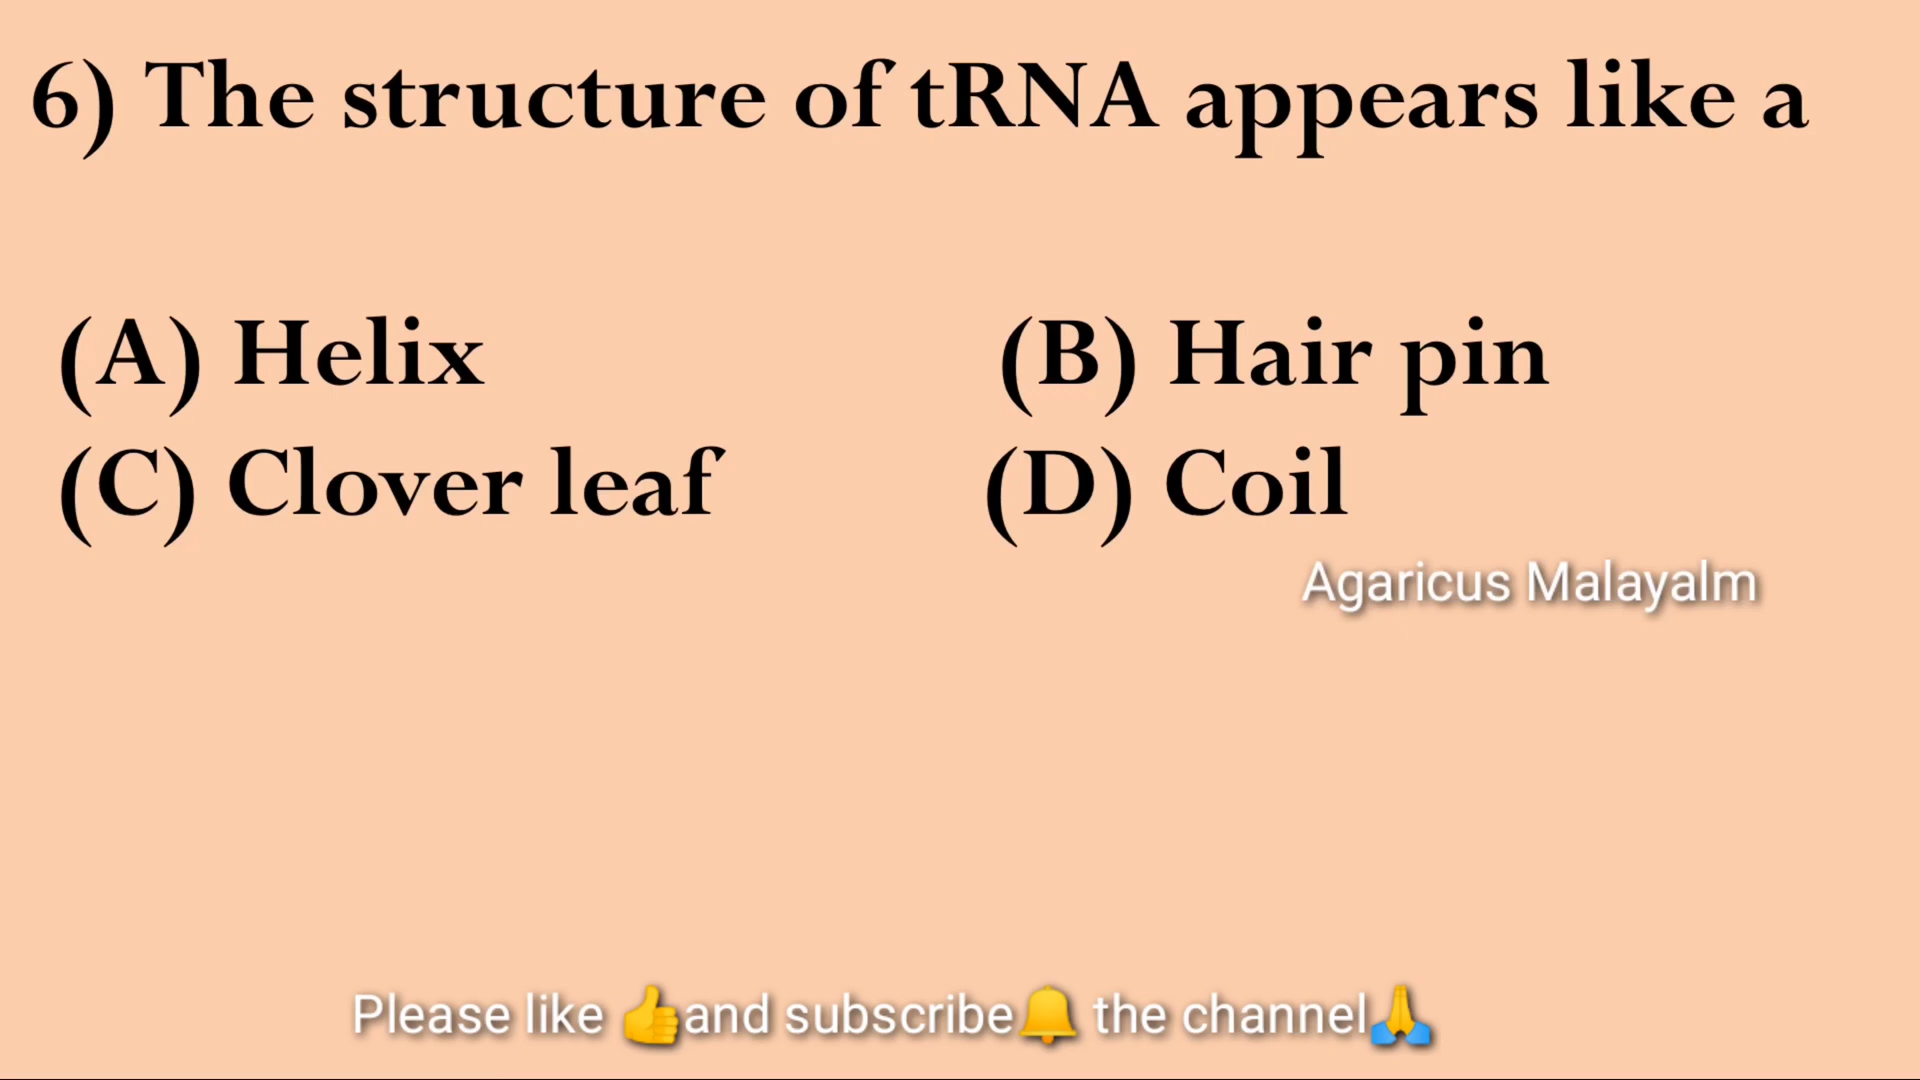 6) The structure of tRNA appears like a
(A) Helix (B) Hair pin
(C) Clover leaf (D) Coil
Agaricus Malayalm
Please like 👍and subscribe🔔 the channel🙏